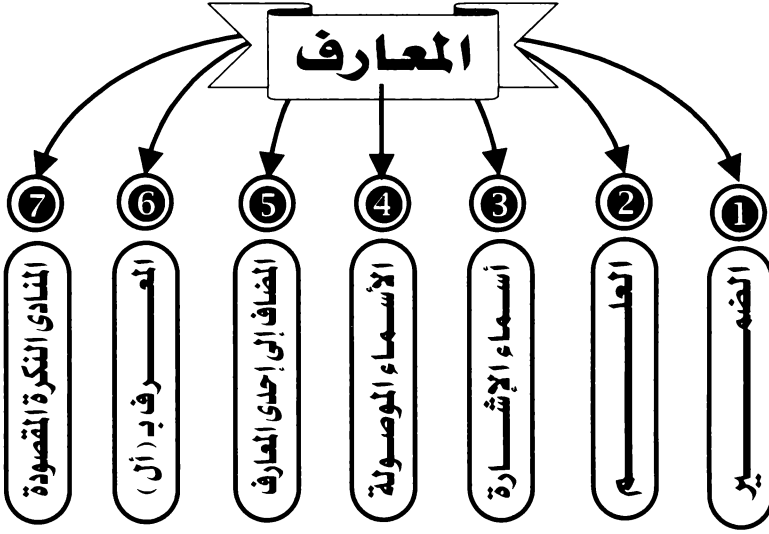 المعارف
1
الضمير
2
العلم
3
أسماء الإشارة
4
الأسماء الموصولة
5
المضاف إلى إحدى المعارف
6
المعرف بـ (أل)
7
المنادى النكرة المقصودة